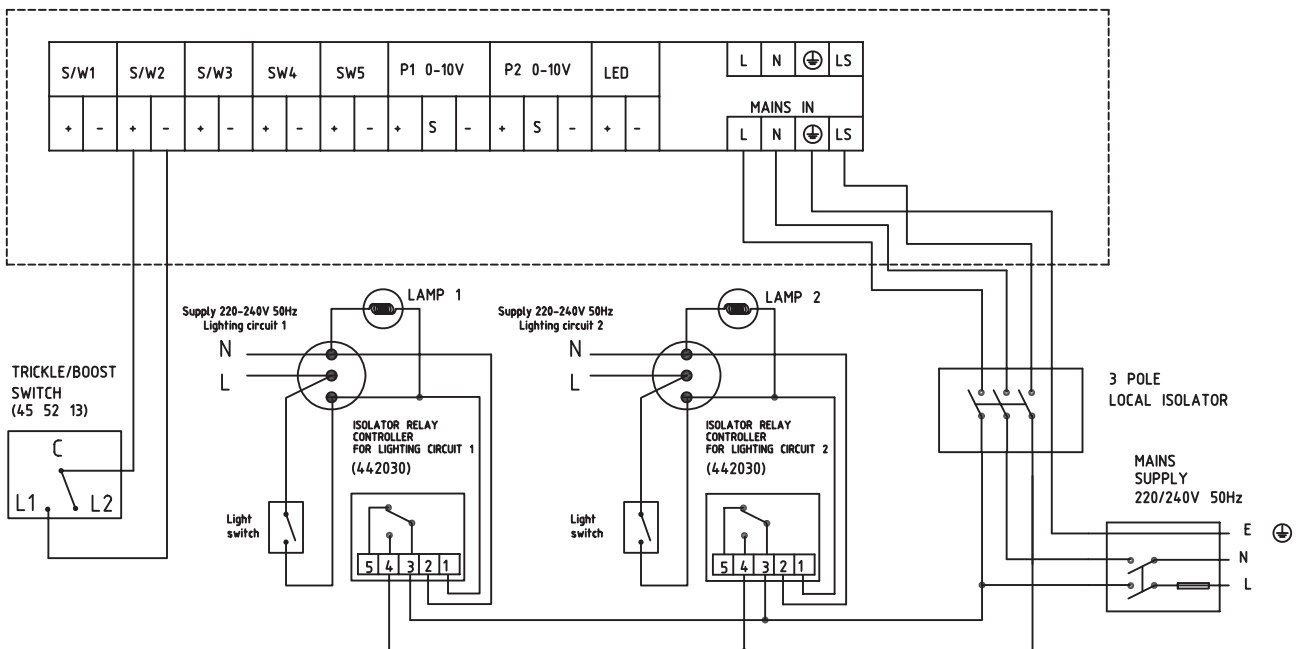 S/W1 S/W2 S/W3 SW4 SW5 P1 0-10V P2 0-10V LED
L N LS
MAINS IN
+ - + - + - + - + - + S - + S - + -
L N LS
LAMP 1
Supply 220-240V 50Hz
Lighting circuit 1
N
L
LAMP 2
Supply 220-240V 50Hz
Lighting circuit 2
N
L
TRICKLE/BOOST
SWITCH
(45 52 13)
C
L1 L2
ISOLATOR RELAY
CONTROLLER
FOR LIGHTING CIRCUIT 1
(442030)
Light
switch
5 4 3 2 1
ISOLATOR RELAY
CONTROLLER
FOR LIGHTING CIRCUIT 2
(442030)
Light
switch
5 4 3 2 1
3 POLE
LOCAL ISOLATOR
MAINS
SUPPLY
220/240V 50Hz
E
N
L